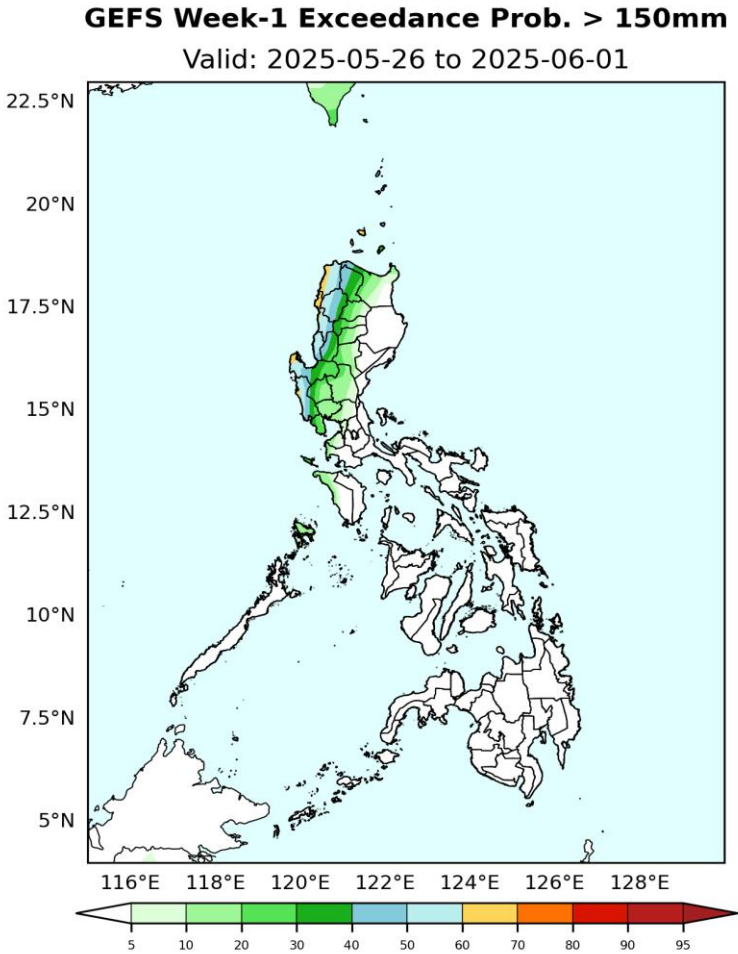 GEFS Week-1 Exceedance Prob. > 150mm
Valid: 2025-05-26 to 2025-06-01
22.5°N
20°N
17.5°N
15°N
12.5°N
10°N
7.5°N
5°N
116°E 118°E 120°E 122°E 124°E 126°E 128°E
5 10 20 30 40 50 60 70 80 90 95